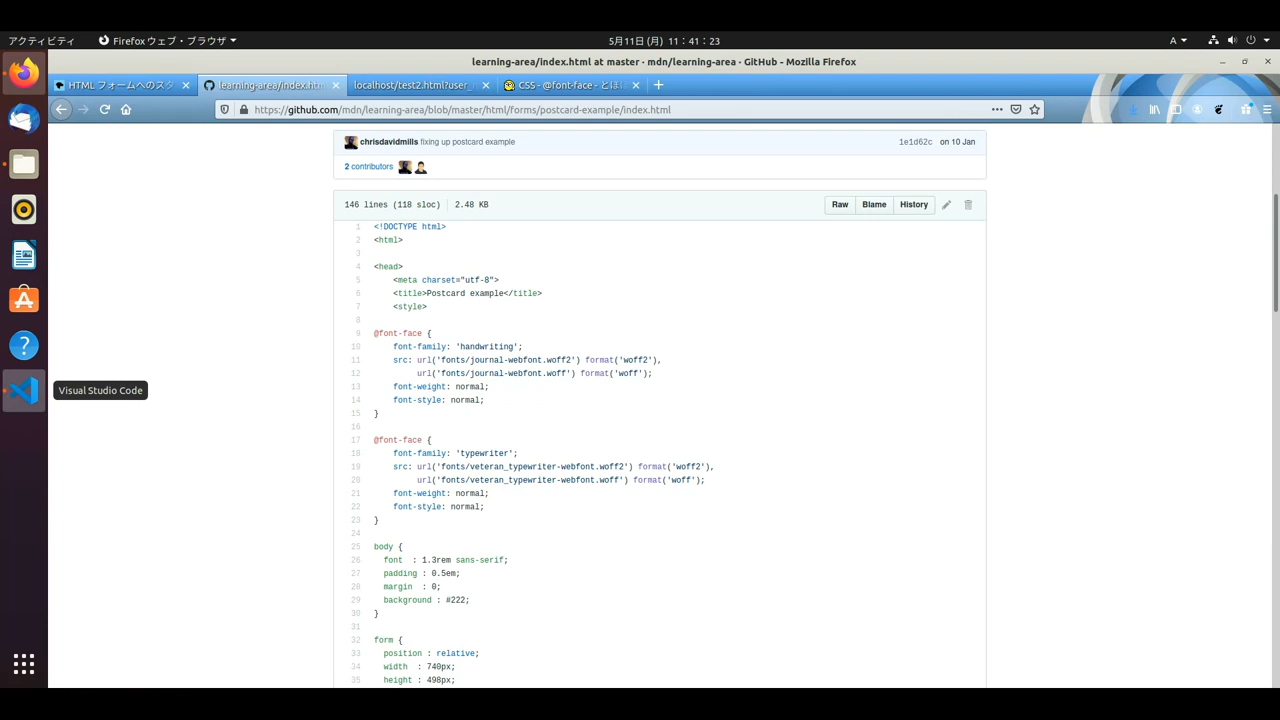 アクティビティ
Firefox ウェブ・ブラウザ
5月11日 (月) 11：41：23
A
learning-area/index.html at master · mdn/learning-area · GitHub - Mozilla Firefox
HTML フォームへのスタ
learning-area/index.htm
localhost/test2.html?user_
CSS - @font-face - とほほ
https://github.com/mdn/learning-area/blob/master/html/forms/postcard-example/index.html
chrisdavidmills fixing up postcard example
1e1d62c on 10 Jan
2 contributors
146 lines (118 sloc) 2.48 KB
Raw Blame History
1 <!DOCTYPE html>
2 <html>
3
4 <head>
5 <meta charset="utf-8">
6 <title>Postcard example</title>
7 <style>
8
9 @font-face {
10 font-family: 'handwriting';
11 src: url('fonts/journal-webfont.woff2') format('woff2'),
12 url('fonts/journal-webfont.woff') format('woff');
13 font-weight: normal;
14 font-style: normal;
15 }
16
17 @font-face {
18 font-family: 'typewriter';
19 src: url('fonts/veteran_typewriter-webfont.woff2') format('woff2'),
20 url('fonts/veteran_typewriter-webfont.woff') format('woff');
21 font-weight: normal;
22 font-style: normal;
23 }
24
25 body {
26 font : 1.3rem sans-serif;
27 padding : 0.5em;
28 margin : 0;
29 background : #222;
30 }
31
32 form {
33 position : relative;
34 width : 740px;
35 height : 498px;
Visual Studio Code